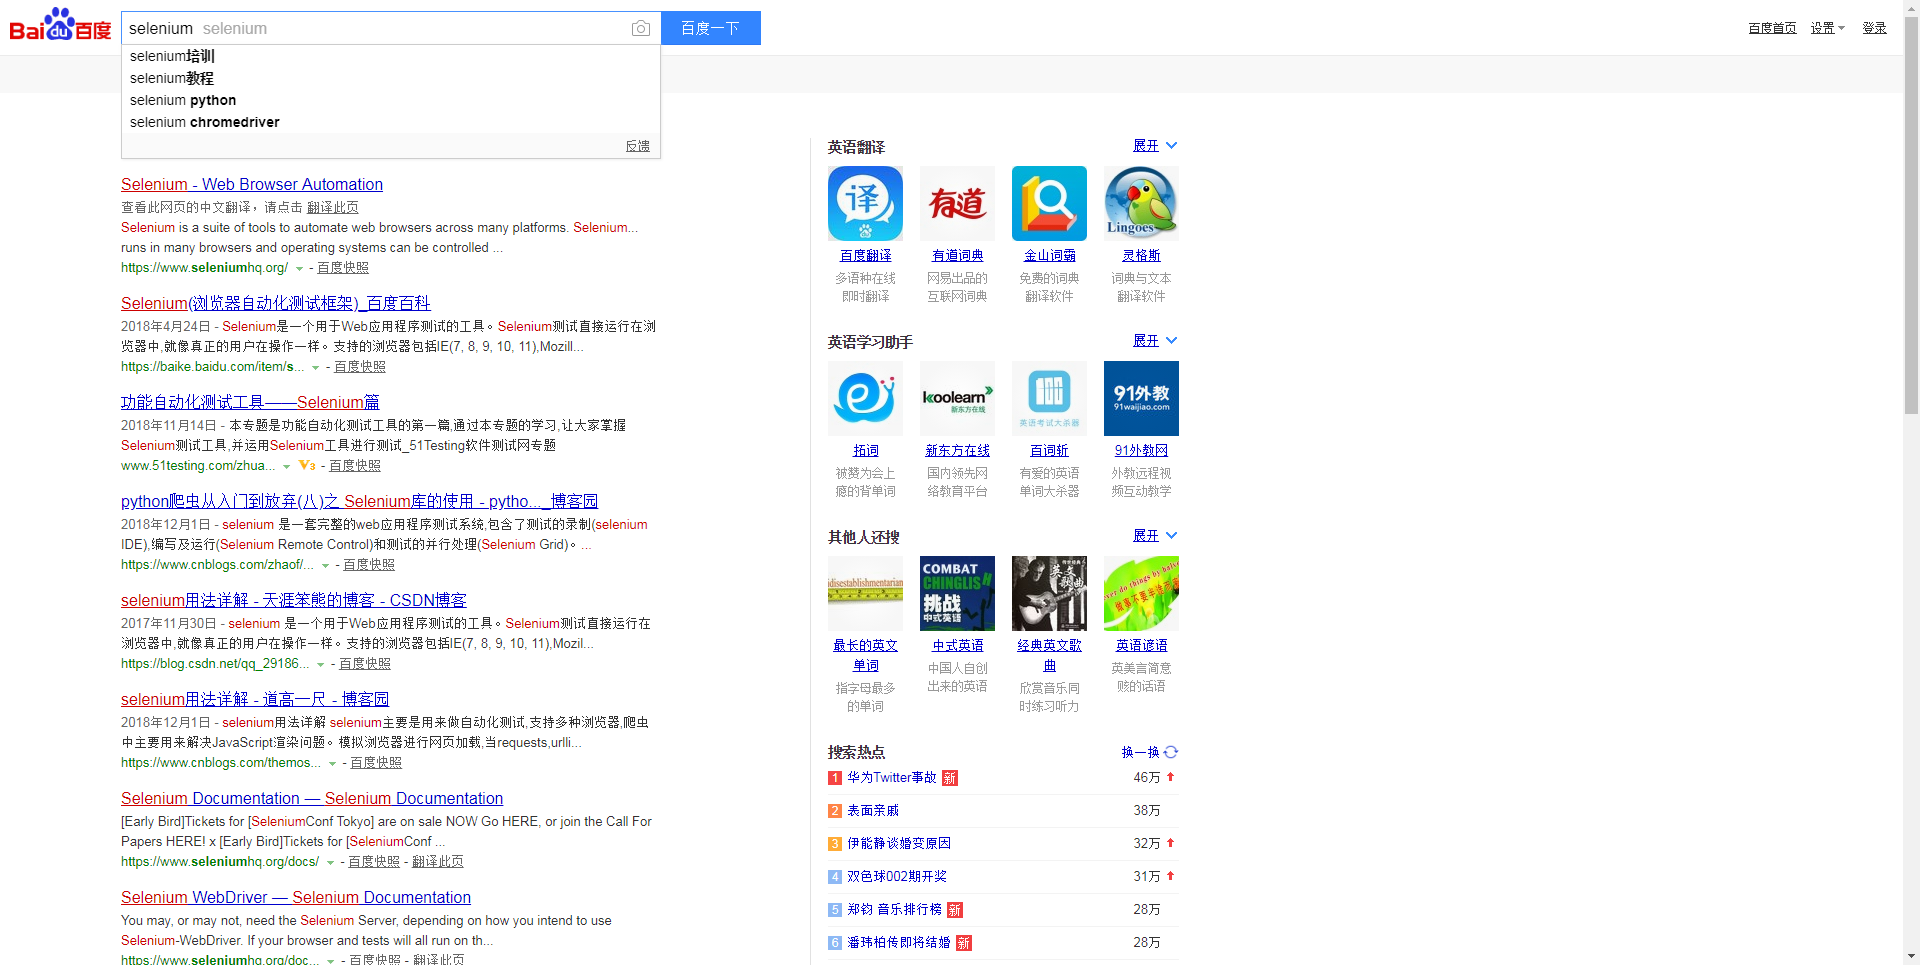 Baidu百度
selenium selenium
百度一下
百度首页 设置 登录
selenium培训
selenium教程
selenium python
selenium chromedriver
反馈
Selenium - Web Browser Automation
查看此网页的中文翻译，请点击 翻译此页
Selenium is a suite of tools to automate web browsers across many platforms. Selenium...
runs in many browsers and operating systems can be controlled ...
https://www.seleniumhq.org/ - 百度快照
Selenium(浏览器自动化测试框架)_百度百科
2018年4月24日 - Selenium是一个用于Web应用程序测试的工具。Selenium测试直接运行在浏
览器中,就像真正的用户在操作一样。支持的浏览器包括IE(7, 8, 9, 10, 11),Mozill...
https://baike.baidu.com/item/s... - 百度快照
功能自动化测试工具——Selenium篇
2018年11月14日 - 本专题是功能自动化测试工具的第一篇,通过本专题的学习,让大家掌握
Selenium测试工具,并运用Selenium工具进行测试_51Testing软件测试网专题
www.51testing.com/zhua... V3 - 百度快照
python爬虫从入门到放弃(八)之 Selenium库的使用 - pytho..._博客园
2018年12月1日 - selenium 是一套完整的web应用程序测试系统,包含了测试的录制(selenium
IDE),编写及运行(Selenium Remote Control)和测试的并行处理(Selenium Grid)。...
https://www.cnblogs.com/zhaof/... - 百度快照
selenium用法详解 - 天涯笨熊的博客 - CSDN博客
2017年11月30日 - selenium 是一个用于Web应用程序测试的工具。Selenium测试直接运行在
浏览器中,就像真正的用户在操作一样。支持的浏览器包括IE(7, 8, 9, 10, 11),Mozil...
https://blog.csdn.net/qq_29186... - 百度快照
selenium用法详解 - 道高一尺 - 博客园
2018年12月1日 - selenium用法详解 selenium主要是用来做自动化测试,支持多种浏览器,爬虫
中主要用来解决JavaScript渲染问题。模拟浏览器进行网页加载,当requests,urlli...
https://www.cnblogs.com/themos... - 百度快照
Selenium Documentation — Selenium Documentation
[Early Bird]Tickets for [SeleniumConf Tokyo] are on sale NOW Go HERE, or join the Call For
Papers HERE! x [Early Bird]Tickets for [SeleniumConf ...
https://www.seleniumhq.org/docs/ - 百度快照 - 翻译此页
Selenium WebDriver — Selenium Documentation
You may, or may not, need the Selenium Server, depending on how you intend to use
Selenium-WebDriver. If your browser and tests will all run on th...
https://www.seleniumhq.org/doc... - 百度快照 - 翻译此页
英语翻译 展开
译 有道 Lingoes
百度翻译 有道词典 金山词霸 灵格斯
多语种在线 网易出品的 免费的词典 词典与文本
即时翻译 互联网词典 翻译软件 翻译软件
英语学习助手 展开
koolearn 新东方在线
100 英语考试大杀器
91外教 91waijiao.com
拓词 新东方在线 百词斩 91外教网
被赞为会上 国内领先网 有爱的英语 外教远程视
瘾的背单词 络教育平台 单词大杀器 频互动教学
其他人还搜 展开
idisestablishmentarian
COMBAT CHINGLISH 挑战 中式英语
英文歌曲
ver do things by halve
做事不要半途而废
最长的英文 中式英语 经典英文歌 英语谚语
单词 中国人自创 曲 英美言简意
指字母最多 出来的英语 欣赏音乐同 赅的话语
的单词 时练习听力
搜索热点 换一换
1 华为Twitter事故 新 46万
2 表面亲戚 38万
3 伊能静谈婚变原因 32万
4 双色球002期开奖 31万
5 郑钧 音乐排行榜 新 28万
6 潘玮柏传即将结婚 新 28万